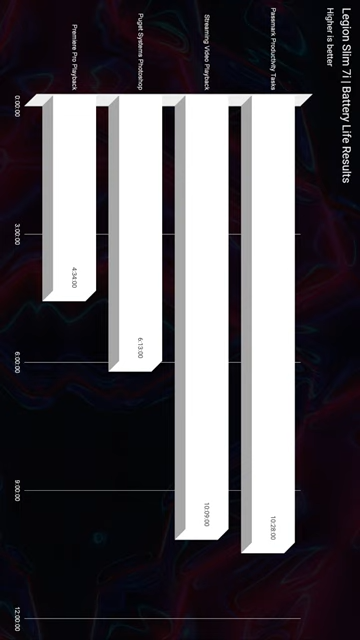 Legion Slim 7i | Battery Life Results
Higher is better
Passmark Productivity Tasks
10:28:00
Streaming Video Playback
10:09:00
Puget Systems Photoshop
6:13:00
Premiere Pro Playback
4:34:00
0:00:00
3:00:00
6:00:00
9:00:00
12:00:00